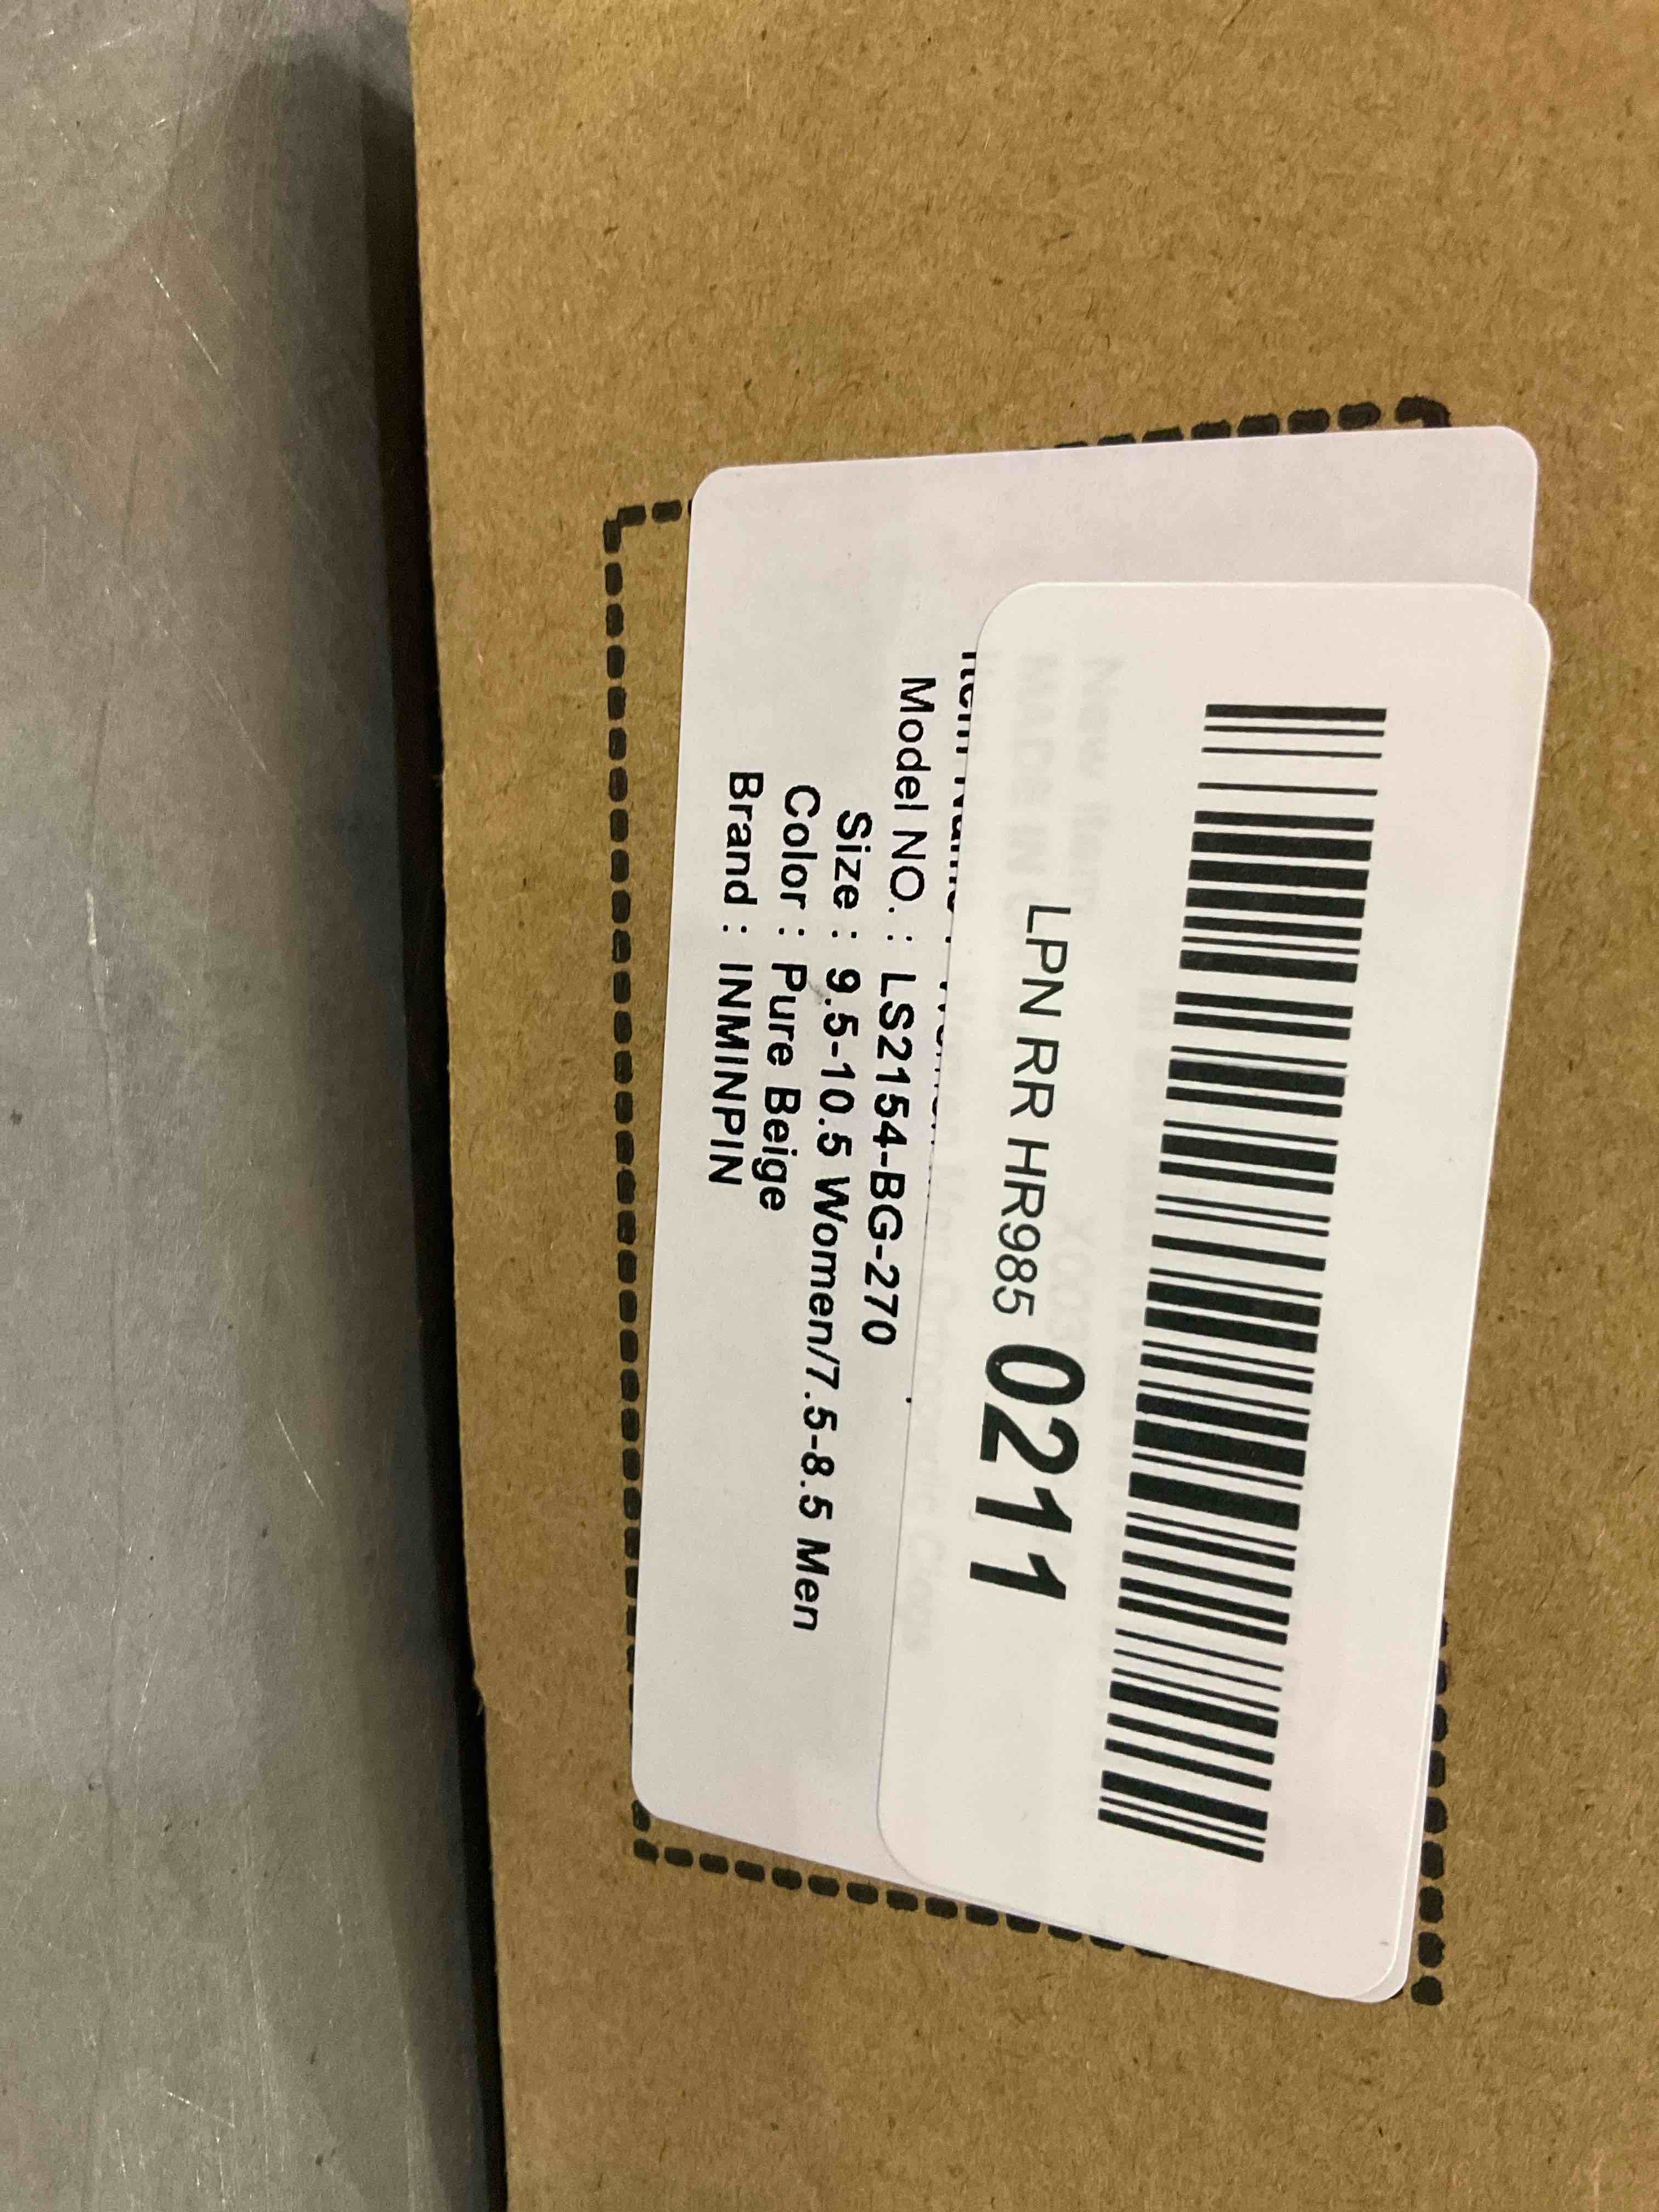 LPN RR HR985 0211
Model NO. : LS2154-BG-270
Size : 9.5-10.5 Women/7.5-8.5 Men
Color : Pure Beige
Brand : INMINPIN